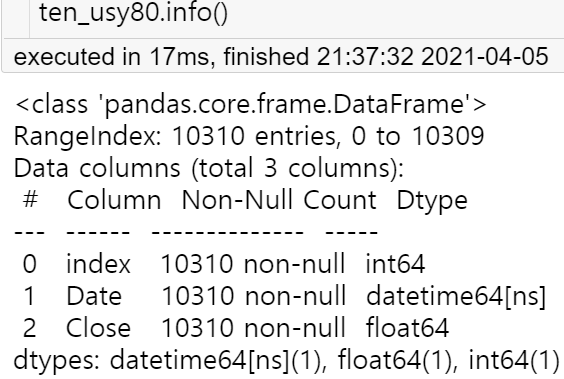 ten_usy80.info()
executed in 17ms, finished 21:37:32 2021-04-05
<class 'pandas.core.frame.DataFrame'>
RangeIndex: 10310 entries, 0 to 10309
Data columns (total 3 columns):
# Column Non-Null Count Dtype
--- ------ -------------- -----
0 index 10310 non-null int64
1 Date 10310 non-null datetime64[ns]
2 Close 10310 non-null float64
dtypes: datetime64[ns](1), float64(1), int64(1)